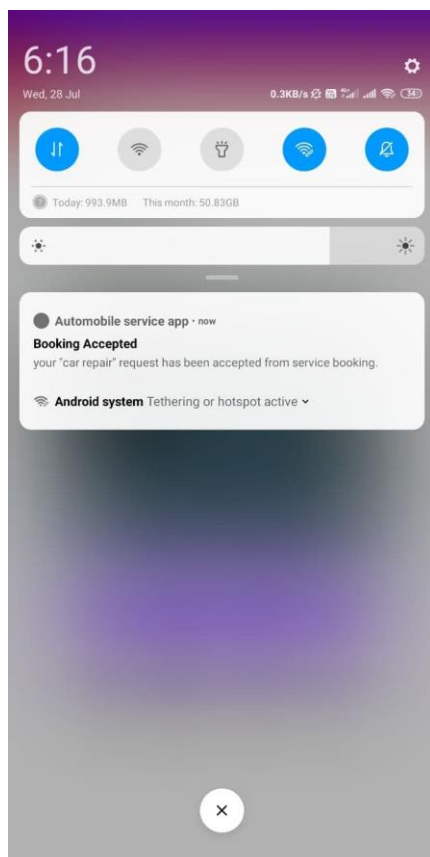 6:16
Wed, 28 Jul
0.3KB/s 34
Today: 993.9MB This month: 50.83GB
Automobile service app · now
Booking Accepted
your "car repair" request has been accepted from service booking.
Android system Tethering or hotspot active